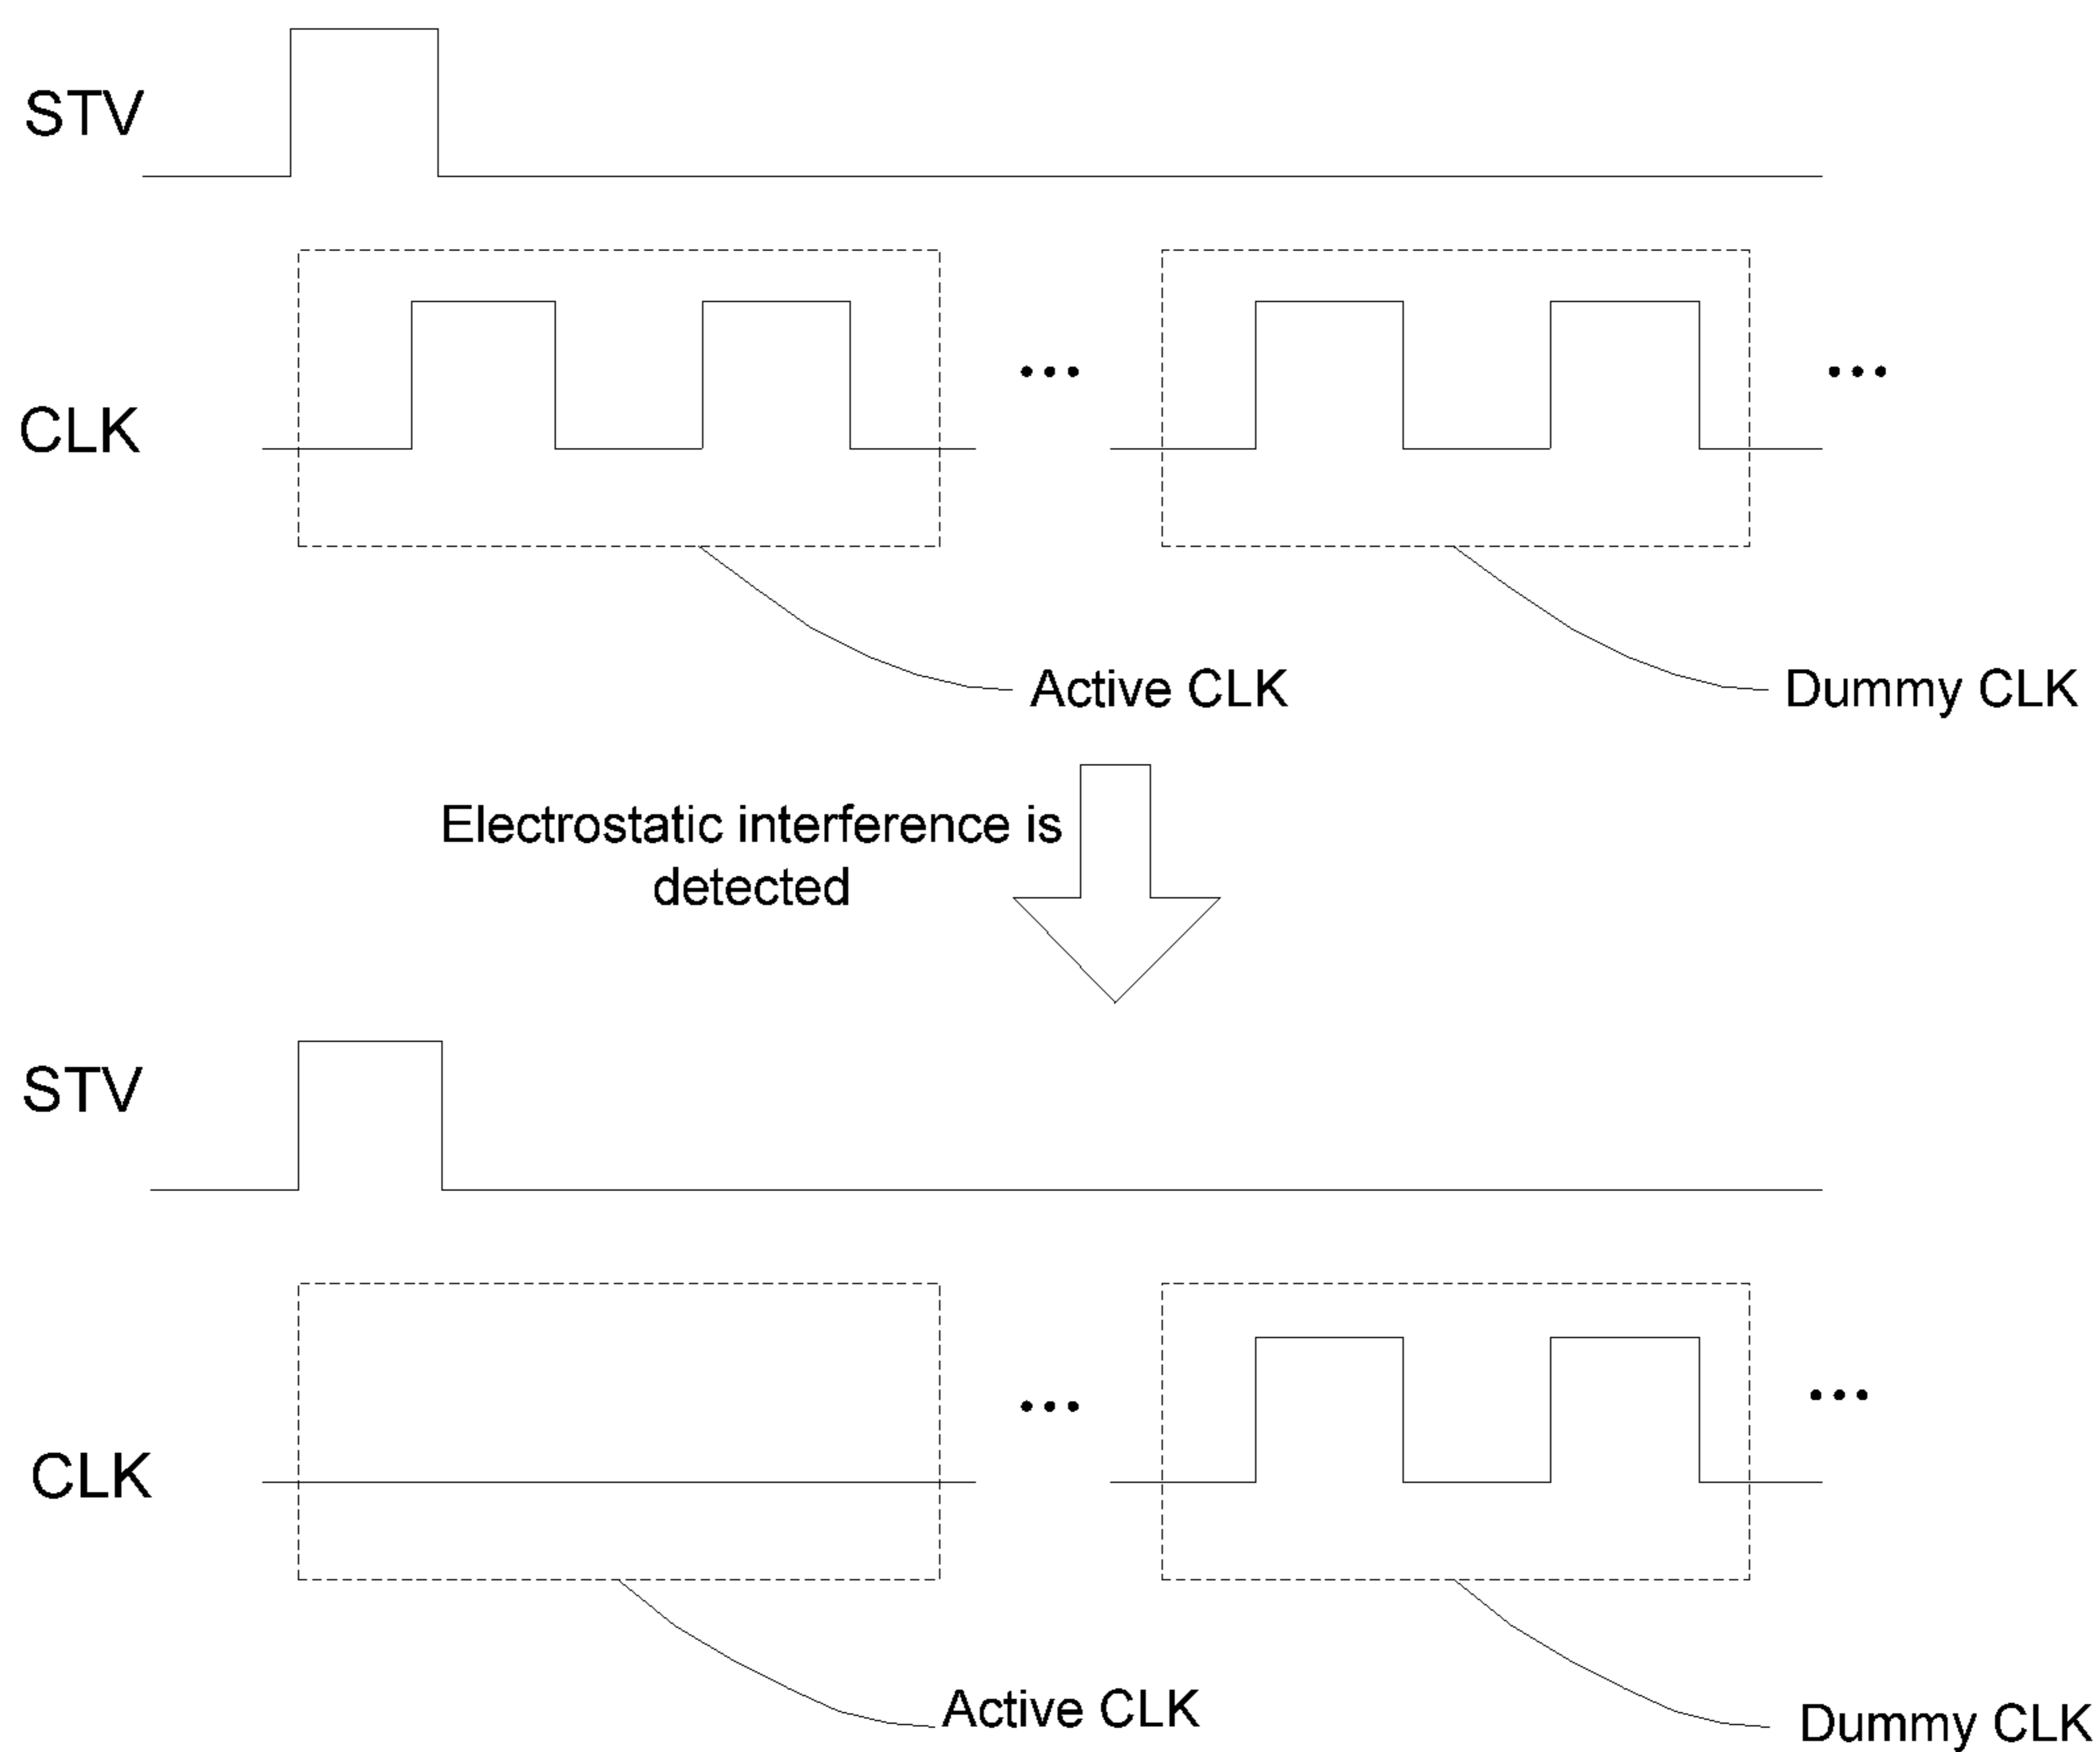 STV
CLK
Active CLK
Dummy CLK
Electrostatic interference is
detected
STV
CLK
Active CLK
Dummy CLK